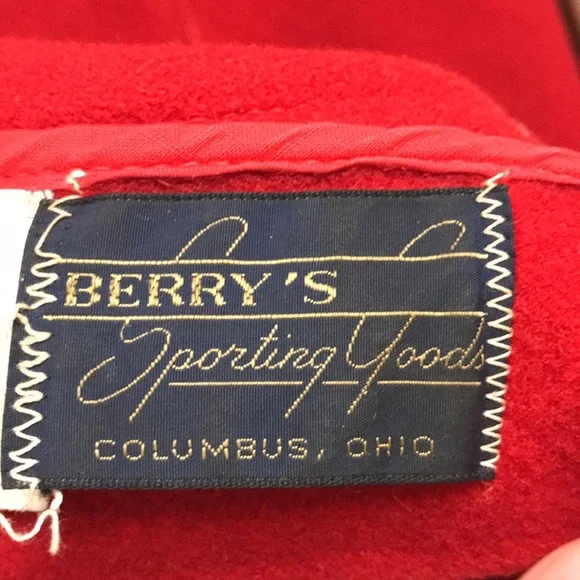 BERRY'S
Sporting Goods
COLUMBUS, OHIO